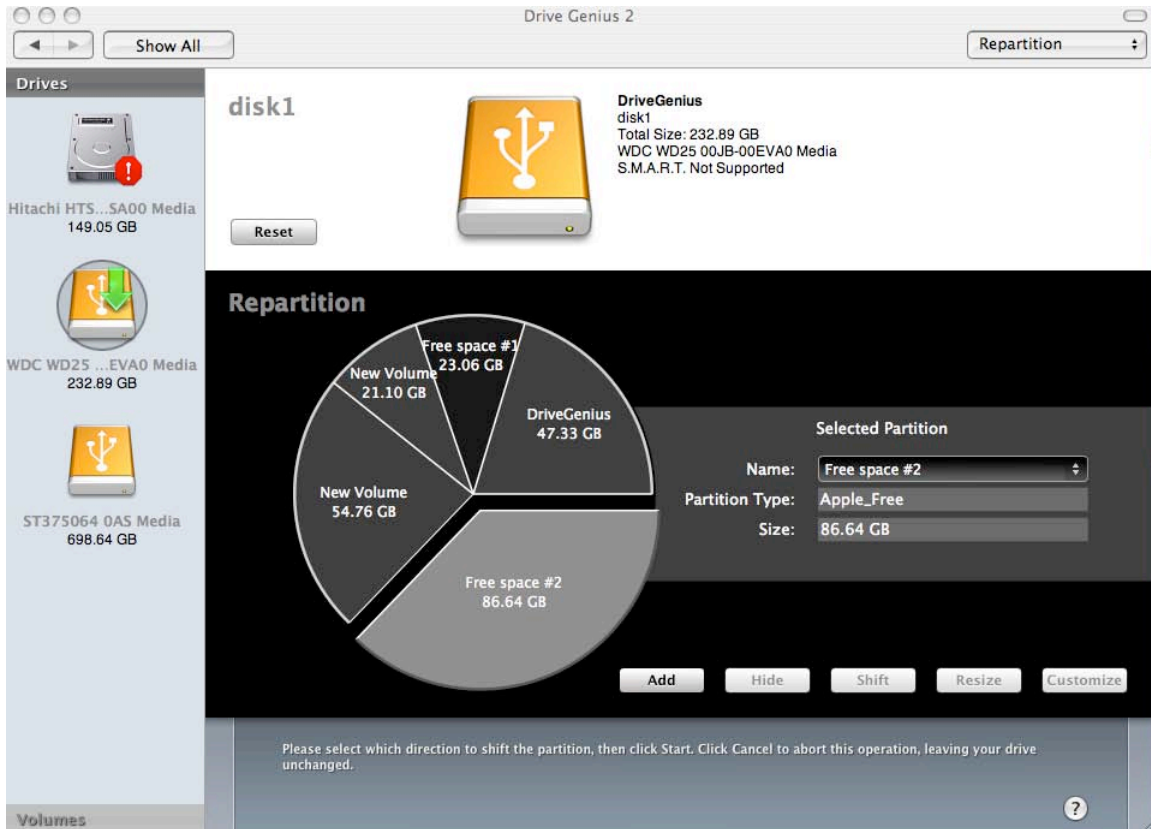 Drive Genius 2
Show All
Repartition
Drives
Hitachi HTS...SA00 Media
149.05 GB
WDC WD25 ...EVA0 Media
232.89 GB
ST375064 0AS Media
698.64 GB
Volumes
disk1
Reset
DriveGenius
disk1
Total Size: 232.89 GB
WDC WD25 00JB-00EVA0 Media
S.M.A.R.T. Not Supported
Repartition
Free space #1
23.06 GB
New Volume
21.10 GB
DriveGenius
47.33 GB
New Volume
54.76 GB
Free space #2
86.64 GB
Selected Partition
Name: Free space #2
Partition Type: Apple_Free
Size: 86.64 GB
Add Hide Shift Resize Customize
Please select which direction to shift the partition, then click Start. Click Cancel to abort this operation, leaving your drive
unchanged.
?